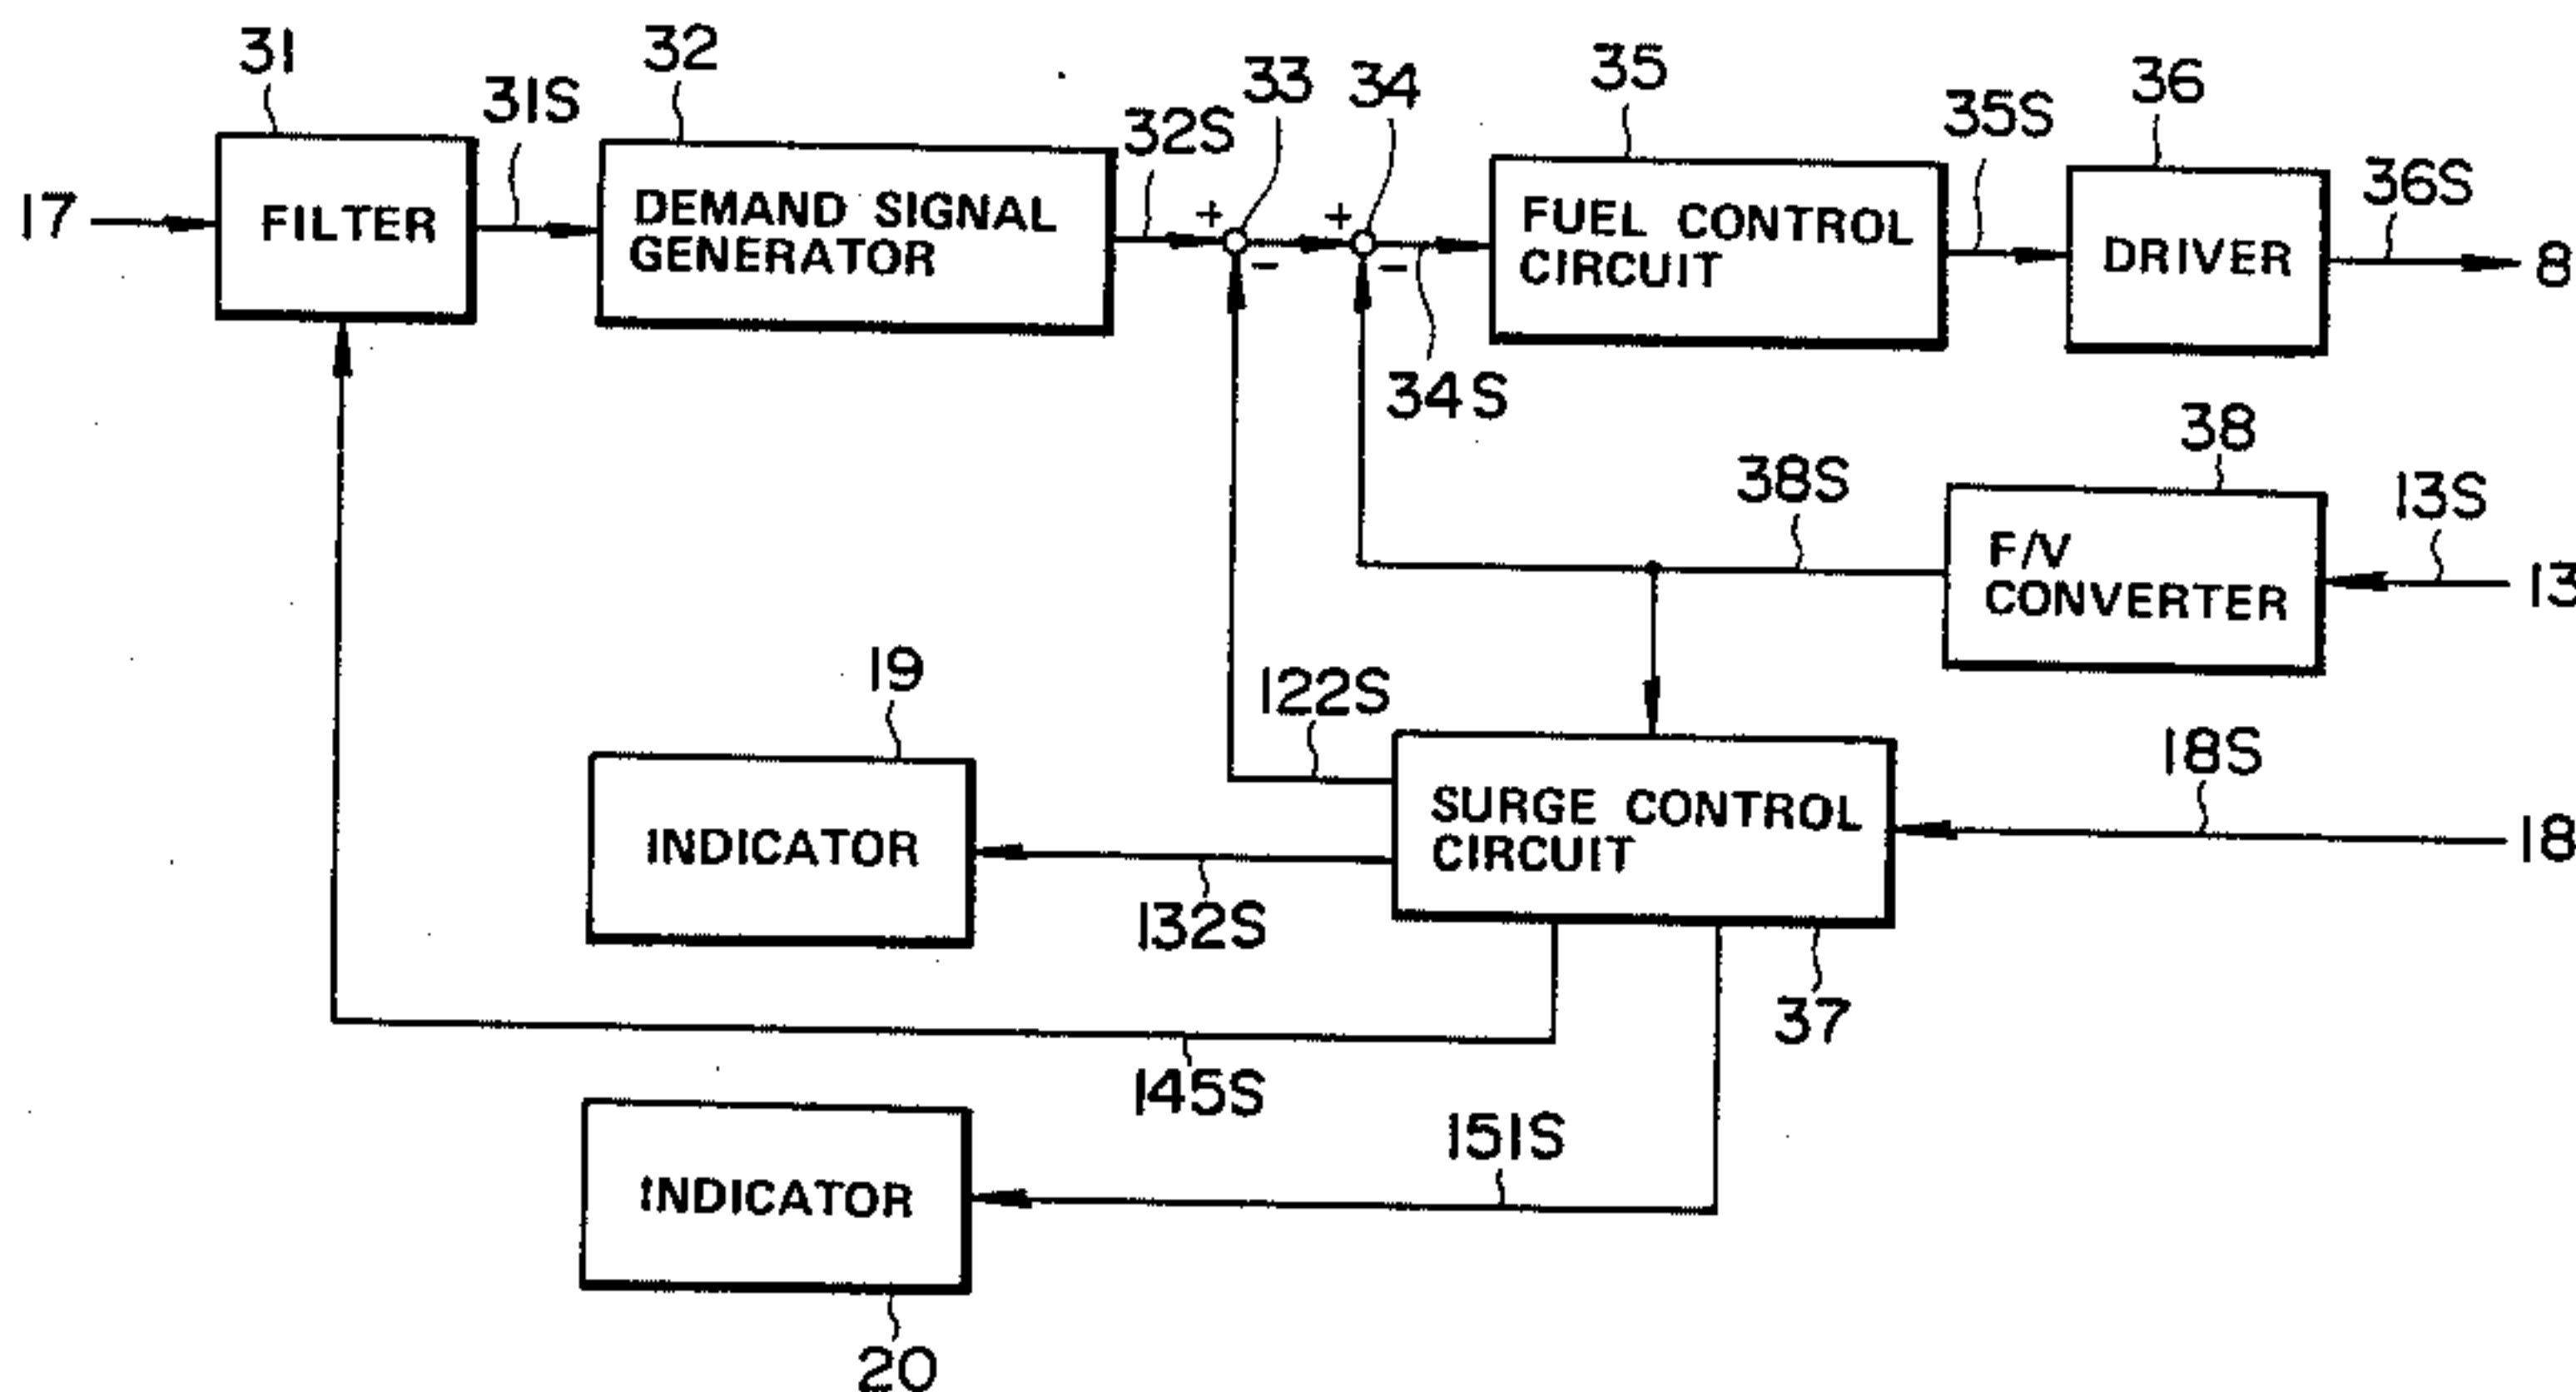 31
31S
32
32S
33
34
35
35S
36
36S
17
FILTER
DEMAND SIGNAL
GENERATOR
+
-
+
-
FUEL CONTROL
CIRCUIT
DRIVER
8
34S
38
38S
13S
F/V
CONVERTER
13
19
122S
18S
INDICATOR
SURGE CONTROL
CIRCUIT
18
132S
37
145S
151S
INDICATOR
20